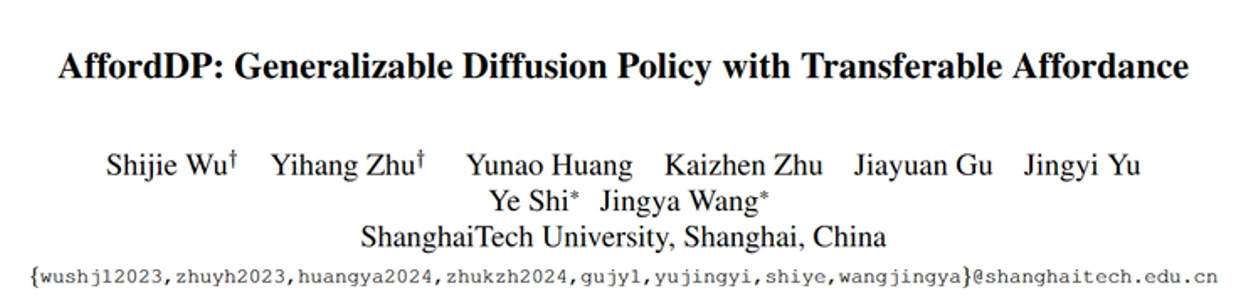 AffordDP: Generalizable Diffusion Policy with Transferable Affordance
Shijie Wu† Yihang Zhu† Yunao Huang Kaizhen Zhu Jiayuan Gu Jingyi Yu
Ye Shi* Jingya Wang*
ShanghaiTech University, Shanghai, China
{wushj12023,zhuyh2023,huangya2024,zhukzh2024,gujy1,yujingyi,shiye,wangjingya}@shanghaitech.edu.cn